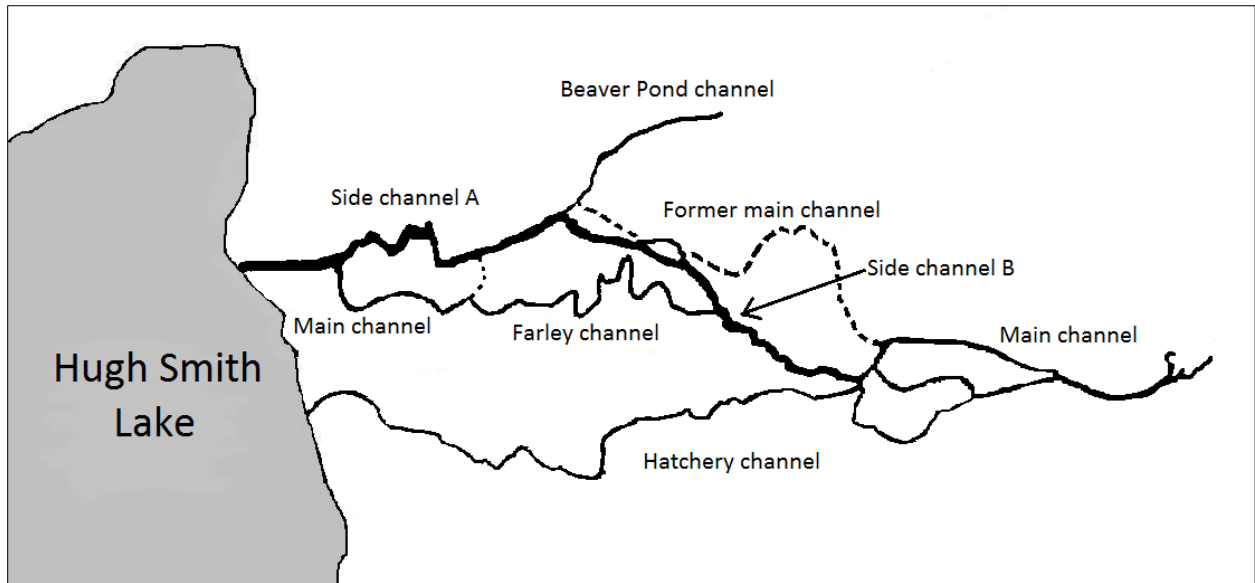 Beaver Pond channel
Side channel A
Former main channel
Side channel B
Main channel
Farley channel
Main channel
Hugh Smith
Lake
Hatchery channel